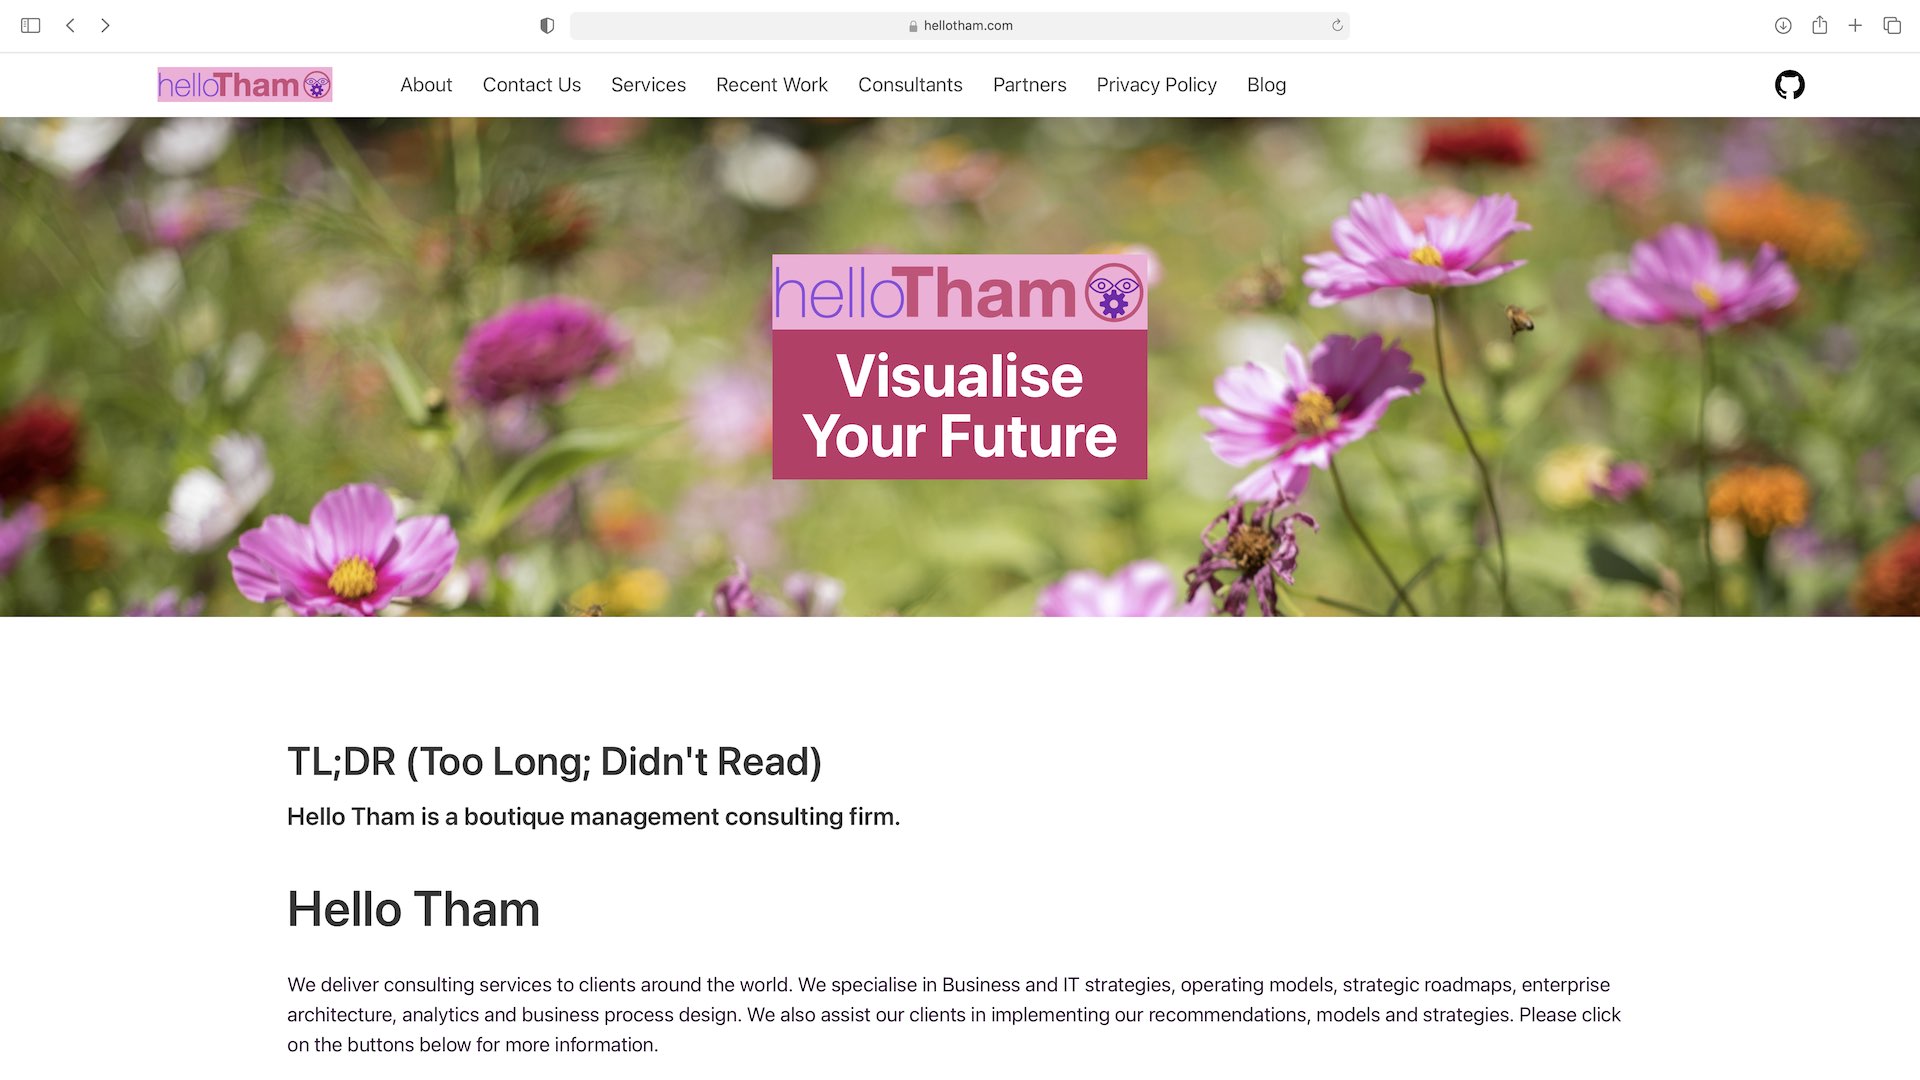 hellotham.com
helloTham
About
Contact Us
Services
Recent Work
Consultants
Partners
Privacy Policy
Blog
helloTham
Visualise
Your Future
TL;DR (Too Long; Didn't Read)
Hello Tham is a boutique management consulting firm.
Hello Tham
We deliver consulting services to clients around the world. We specialise in Business and IT strategies, operating models, strategic roadmaps, enterprise
architecture, analytics and business process design. We also assist our clients in implementing our recommendations, models and strategies. Please click
on the buttons below for more information.